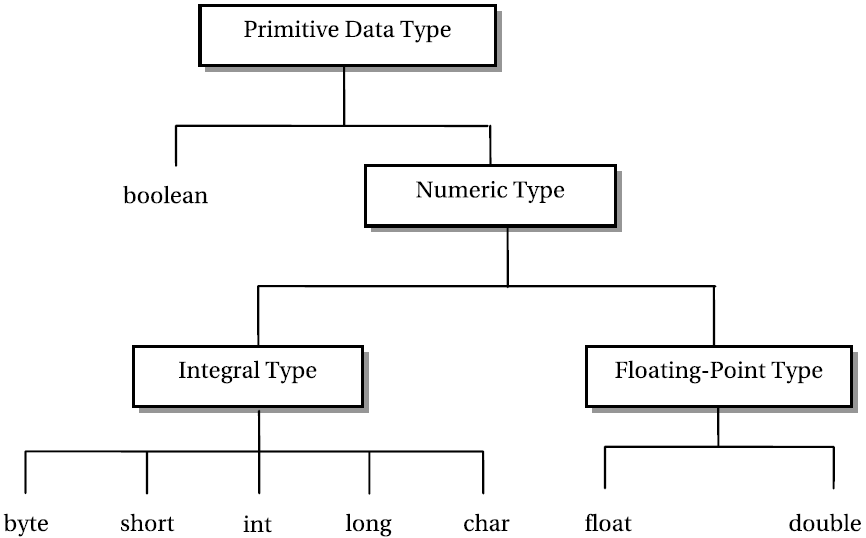 Primitive Data Type
boolean
Numeric Type
Integral Type
Floating-Point Type
byte
short
int
long
char
float
double